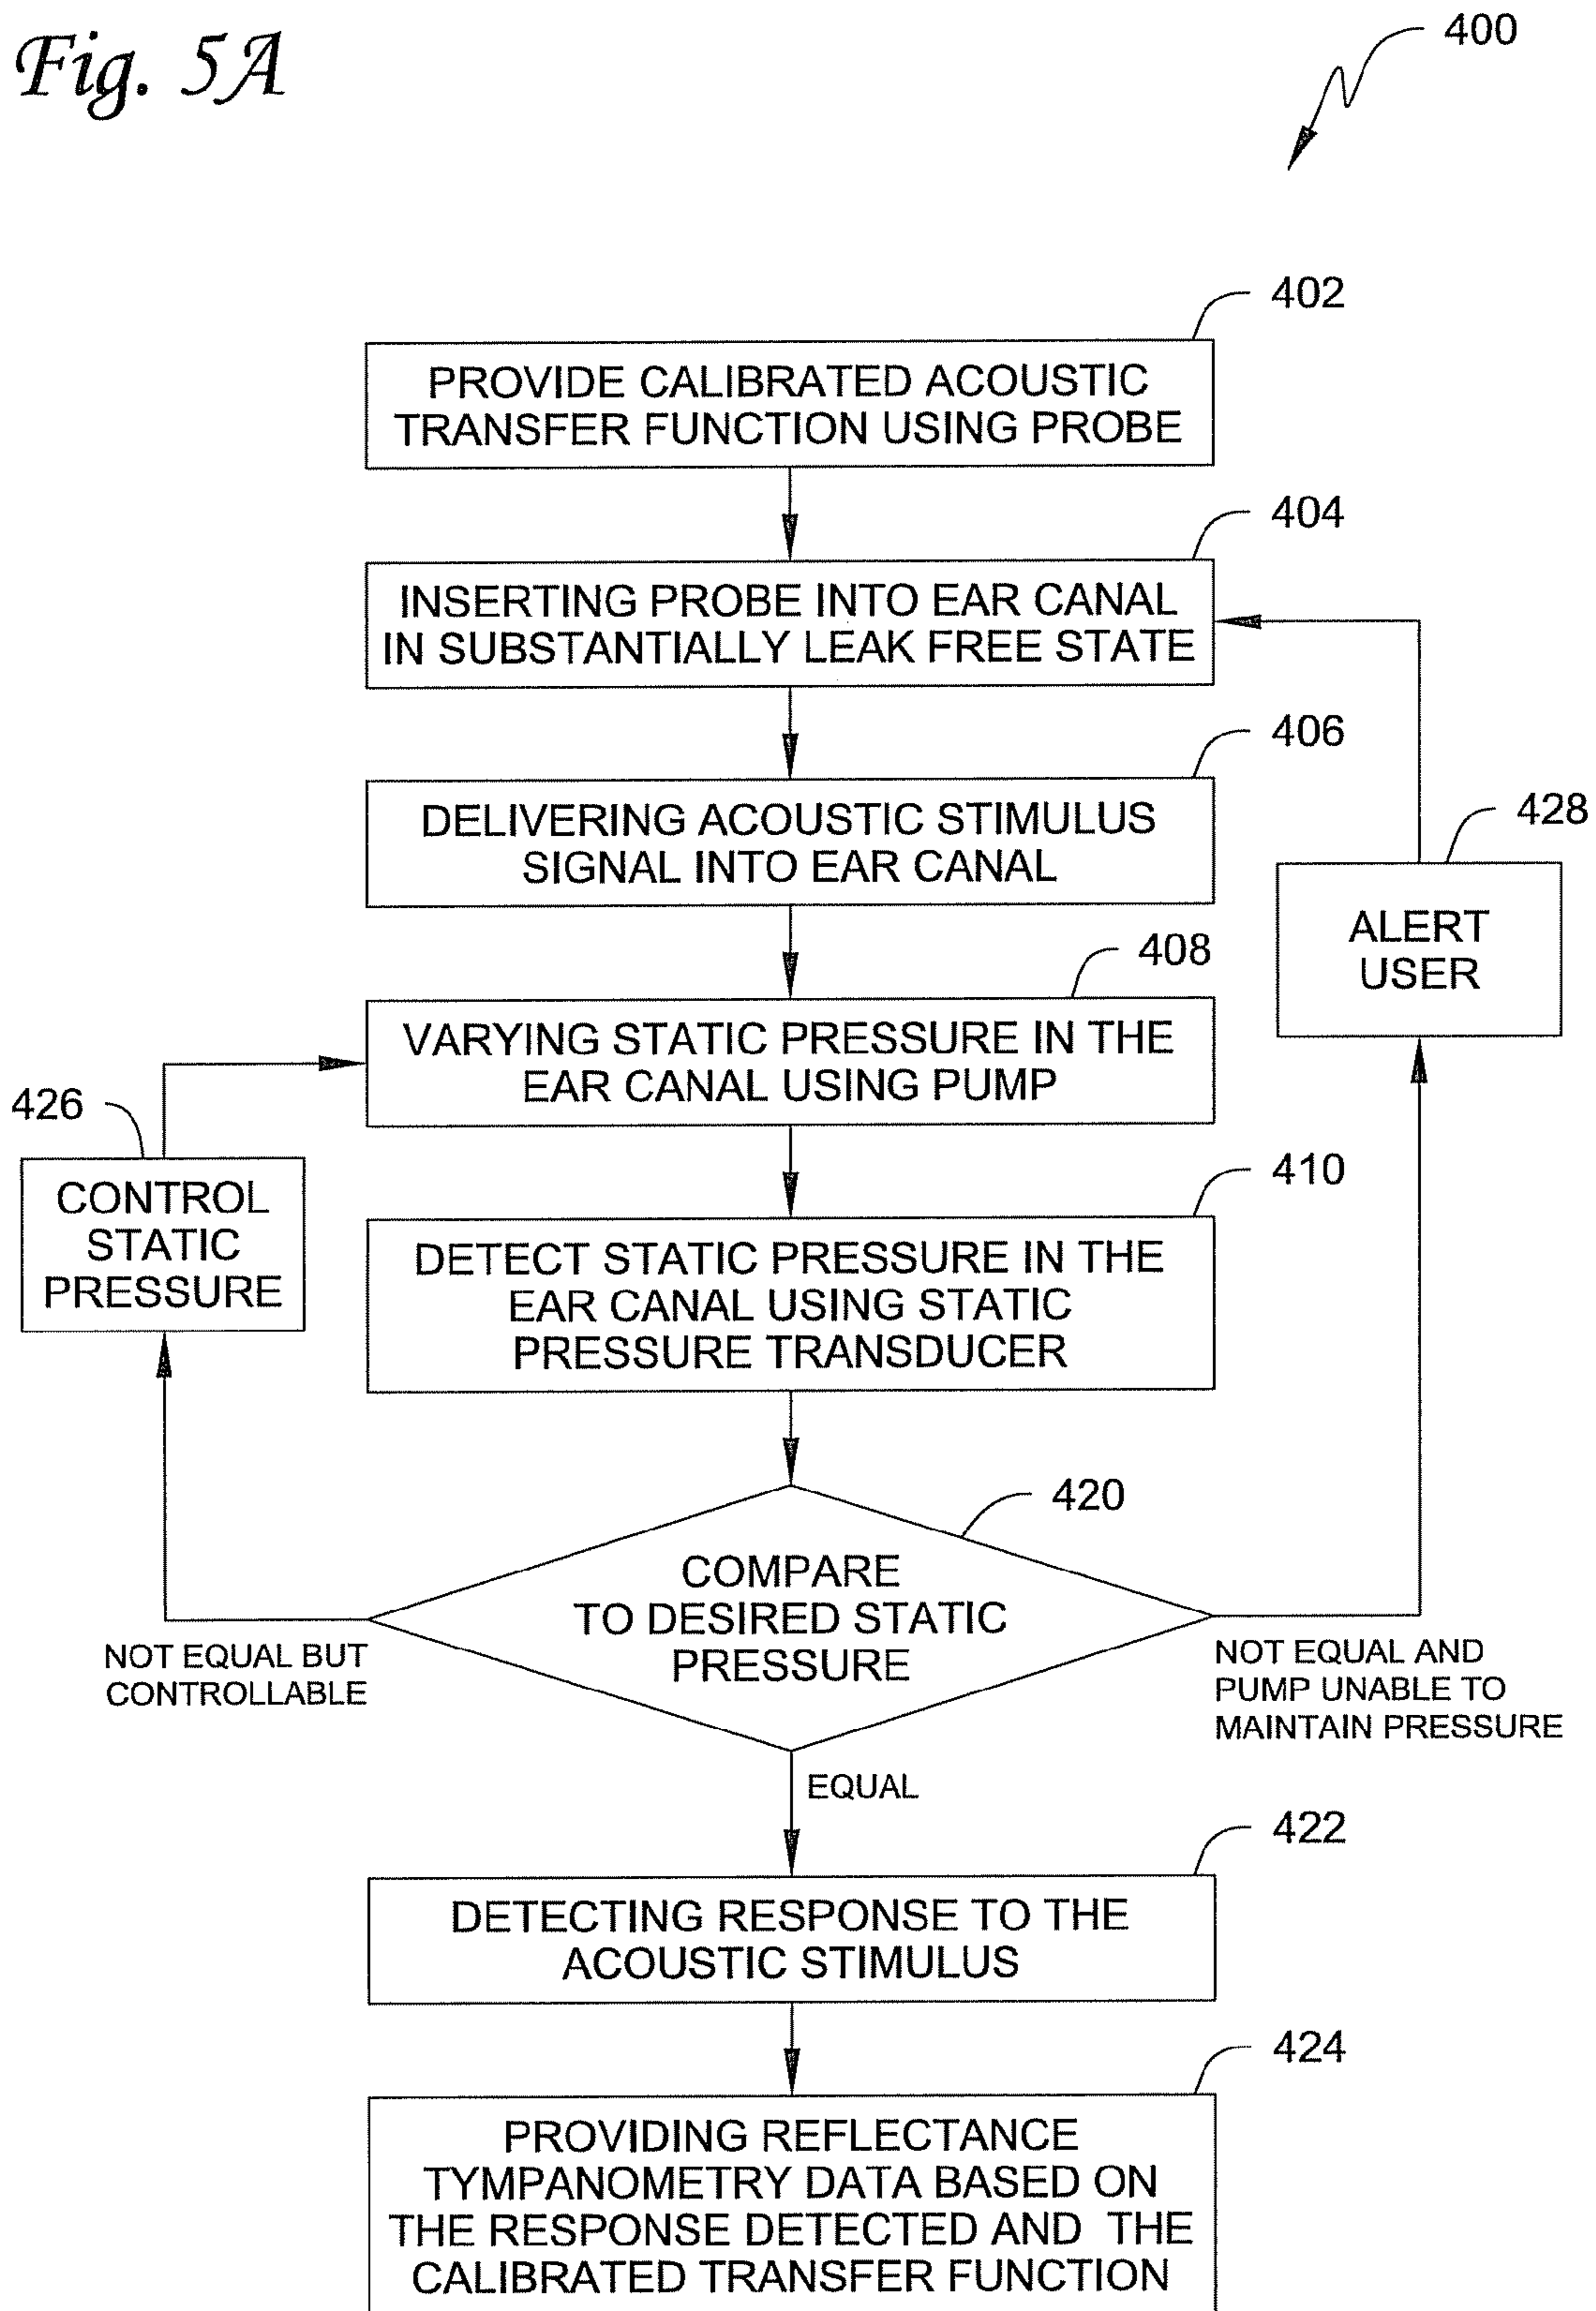 Fig. 5A
400
402
PROVIDE CALIBRATED ACOUSTIC
TRANSFER FUNCTION USING PROBE
404
INSERTING PROBE INTO EAR CANAL
IN SUBSTANTIALLY LEAK FREE STATE
406
DELIVERING ACOUSTIC STIMULUS
SIGNAL INTO EAR CANAL
428
ALERT
USER
408
VARYING STATIC PRESSURE IN THE
EAR CANAL USING PUMP
426
CONTROL
STATIC
PRESSURE
410
DETECT STATIC PRESSURE IN THE
EAR CANAL USING STATIC
PRESSURE TRANSDUCER
420
COMPARE
TO DESIRED STATIC
PRESSURE
NOT EQUAL BUT
CONTROLLABLE
NOT EQUAL AND
PUMP UNABLE TO
MAINTAIN PRESSURE
EQUAL
422
DETECTING RESPONSE TO THE
ACOUSTIC STIMULUS
424
PROVIDING REFLECTANCE
TYMPANOMETRY DATA BASED ON
THE RESPONSE DETECTED AND THE
CALIBRATED TRANSFER FUNCTION